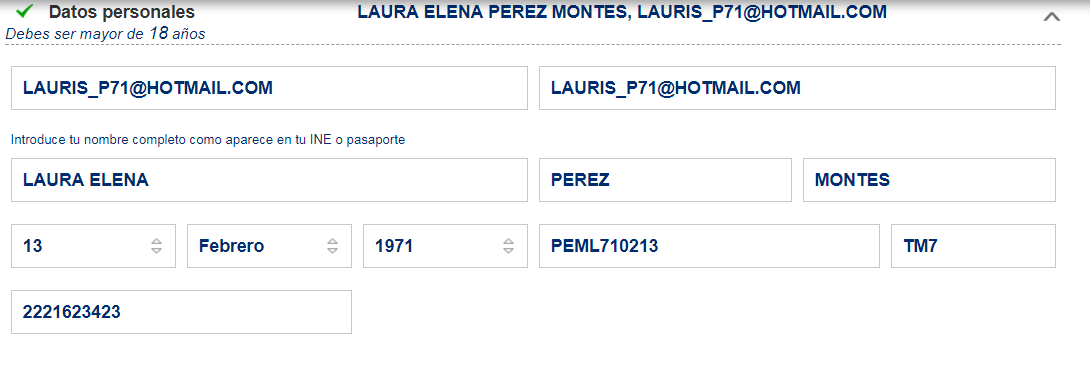 Datos personales LAURA ELENA PEREZ MONTES, LAURIS_P71@HOTMAIL.COM
Debes ser mayor de 18 años
LAURIS_P71@HOTMAIL.COM LAURIS_P71@HOTMAIL.COM
Introduce tu nombre completo como aparece en tu INE o pasaporte
LAURA ELENA PEREZ MONTES
13 Febrero 1971 PEML710213 TM7
2221623423